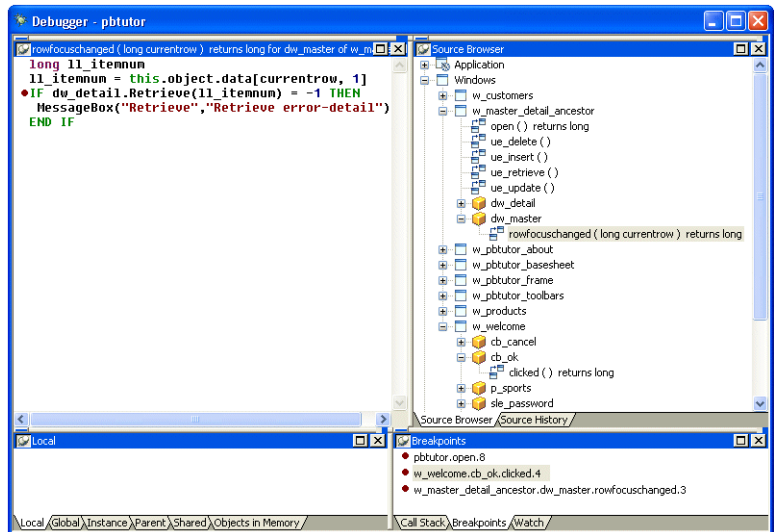 Debugger - pbtutor
rowfocuschanged ( long currentrow ) returns long for dw_master of w_m
long ll_itemnum
ll_itemnum = this.object.data[currentrow, 1]
IF dw_detail.Retrieve(ll_itemnum) = -1 THEN
MessageBox("Retrieve","Retrieve error-detail")
END IF
Source Browser
Application
Windows
w_customers
w_master_detail_ancestor
open ( ) returns long
ue_delete ( )
ue_insert ( )
ue_retrieve ( )
ue_update ( )
dw_detail
dw_master
rowfocuschanged ( long currentrow ) returns long
w_pbtutor_about
w_pbtutor_basesheet
w_pbtutor_frame
w_pbtutor_toolbars
w_products
w_welcome
cb_cancel
cb_ok
clicked ( ) returns long
p_sports
sle_password
Source Browser Source History
Local
Local Global Instance Parent Shared Objects in Memory
Breakpoints
pbtutor.open.8
w_welcome.cb_ok.clicked.4
w_master_detail_ancestor.dw_master.rowfocuschanged.3
Call Stack Breakpoints Watch